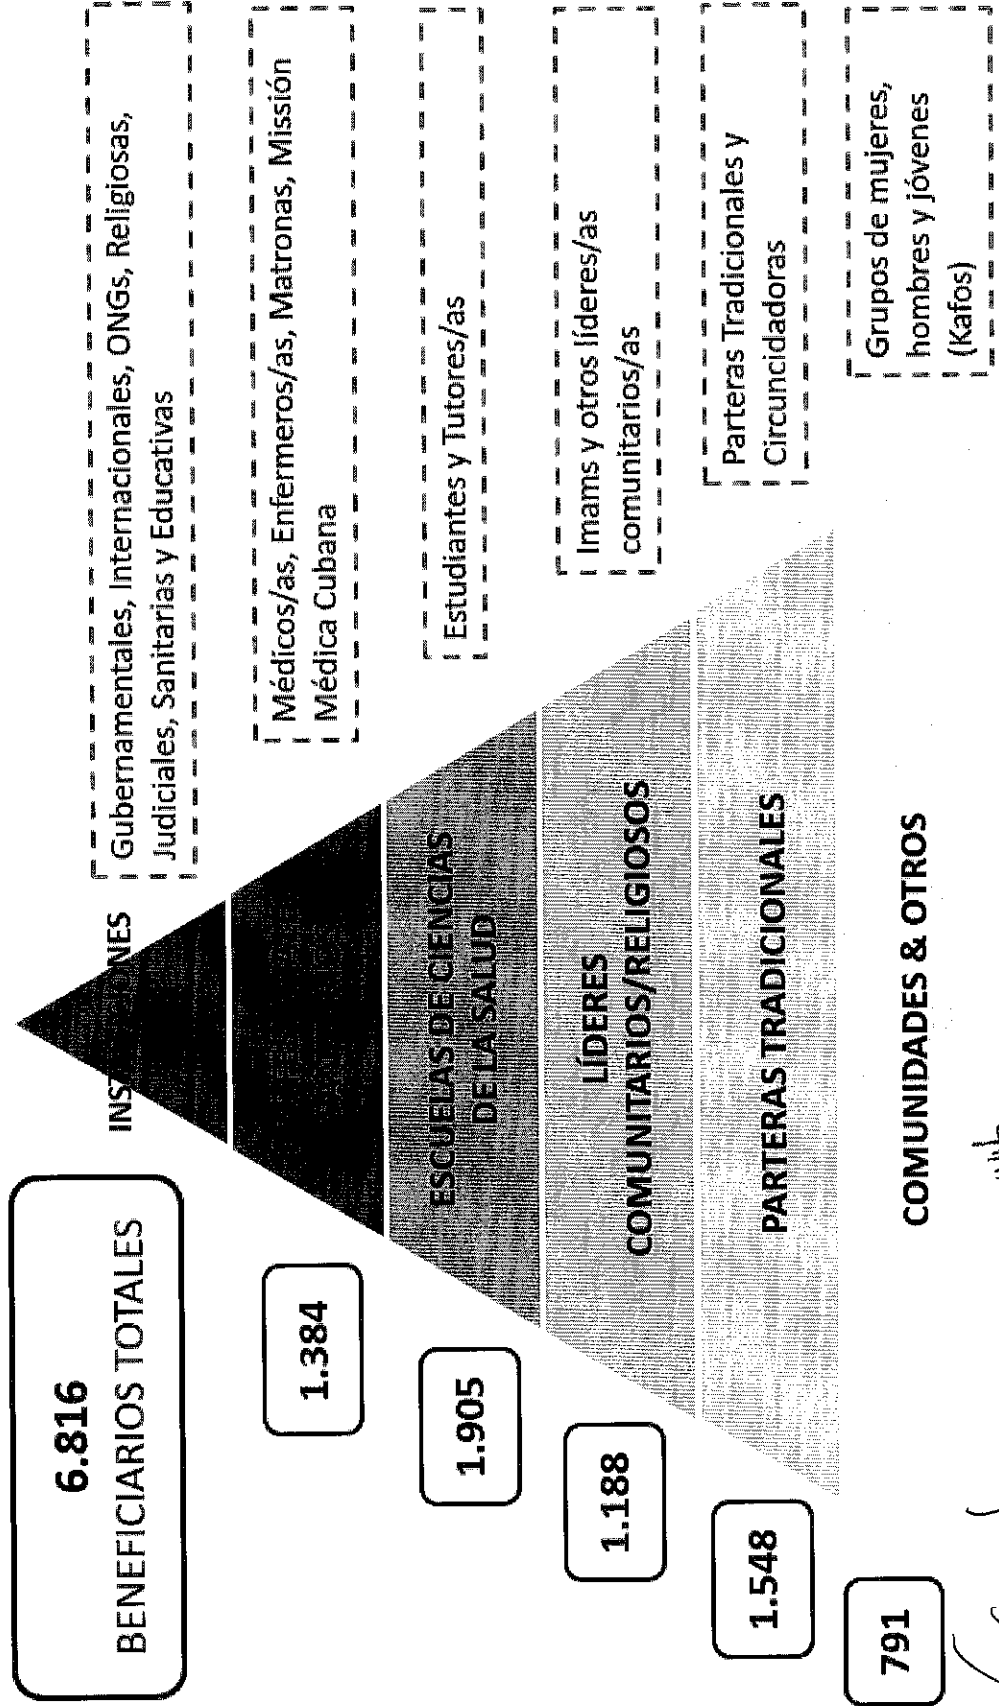 6.816
BENEFICIARIOS TOTALES
INSTITUCIONES
Gubernamentales, Internacionales, ONGs, Religiosas,
Judiciales, Sanitarias y Educativas
1.384
Médicos/as, Enfermeros/as, Matronas, Missión
Médica Cubana
1.905
ESCUELAS DE CIENCIAS
DE LA SALUD
Estudiantes y Tutores/as
1.188
LÍDERES
COMUNITARIOS/RELIGIOSOS
Imams y otros líderes/as
comunitarios/as
1.548
PARTERAS TRADICIONALES
Parteras Tradicionales y
Circuncidadoras
791
COMUNIDADES & OTROS
Grupos de mujeres,
hombres y jóvenes
(Kafos)